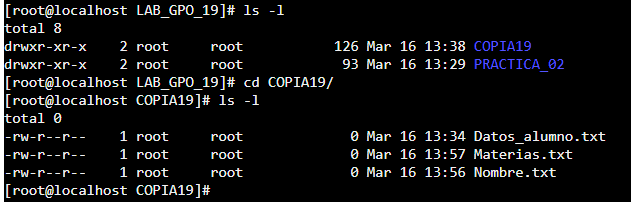 [root@localhost LAB_GPO_19]# ls -l
total 8
drwxr-xr-x    2 root     root           126 Mar 16 13:38 COPIA19
drwxr-xr-x    2 root     root            93 Mar 16 13:29 PRACTICA_02
[root@localhost LAB_GPO_19]# cd COPIA19/
[root@localhost COPIA19]# ls -l
total 0
-rw-r--r--    1 root     root             0 Mar 16 13:34 Datos_alumno.txt
-rw-r--r--    1 root     root             0 Mar 16 13:57 Materias.txt
-rw-r--r--    1 root     root             0 Mar 16 13:56 Nombre.txt
[root@localhost COPIA19]#